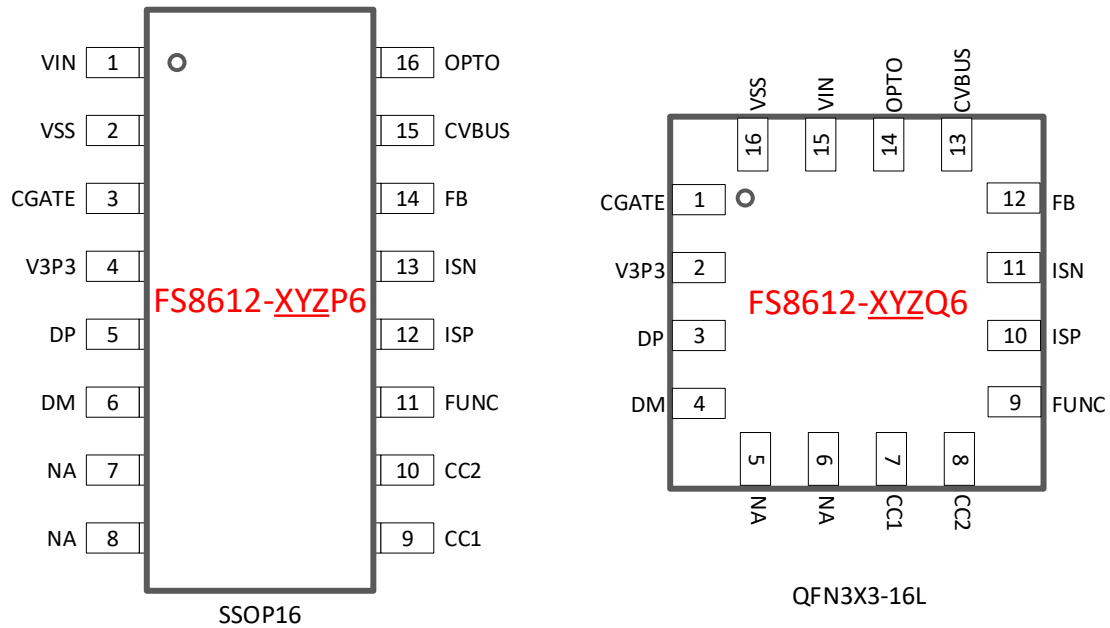 VIN 1 16 OPTO
VSS 2 15 CVBUS
CGATE 3 14 FB
V3P3 4 13 ISN
FS8612-XYZP6
DP 5 12 ISP
DM 6 11 FUNC
NA 7 10 CC2
NA 8 9 CC1
SSOP16
VSS VIN OPTO CVBUS
16 15 14 13
CGATE 1 12 FB
V3P3 2 11 ISN
FS8612-XYZQ6
DP 3 10 ISP
DM 4 9 FUNC
5 6 7 8
NA NA CC1 CC2
QFN3X3-16L